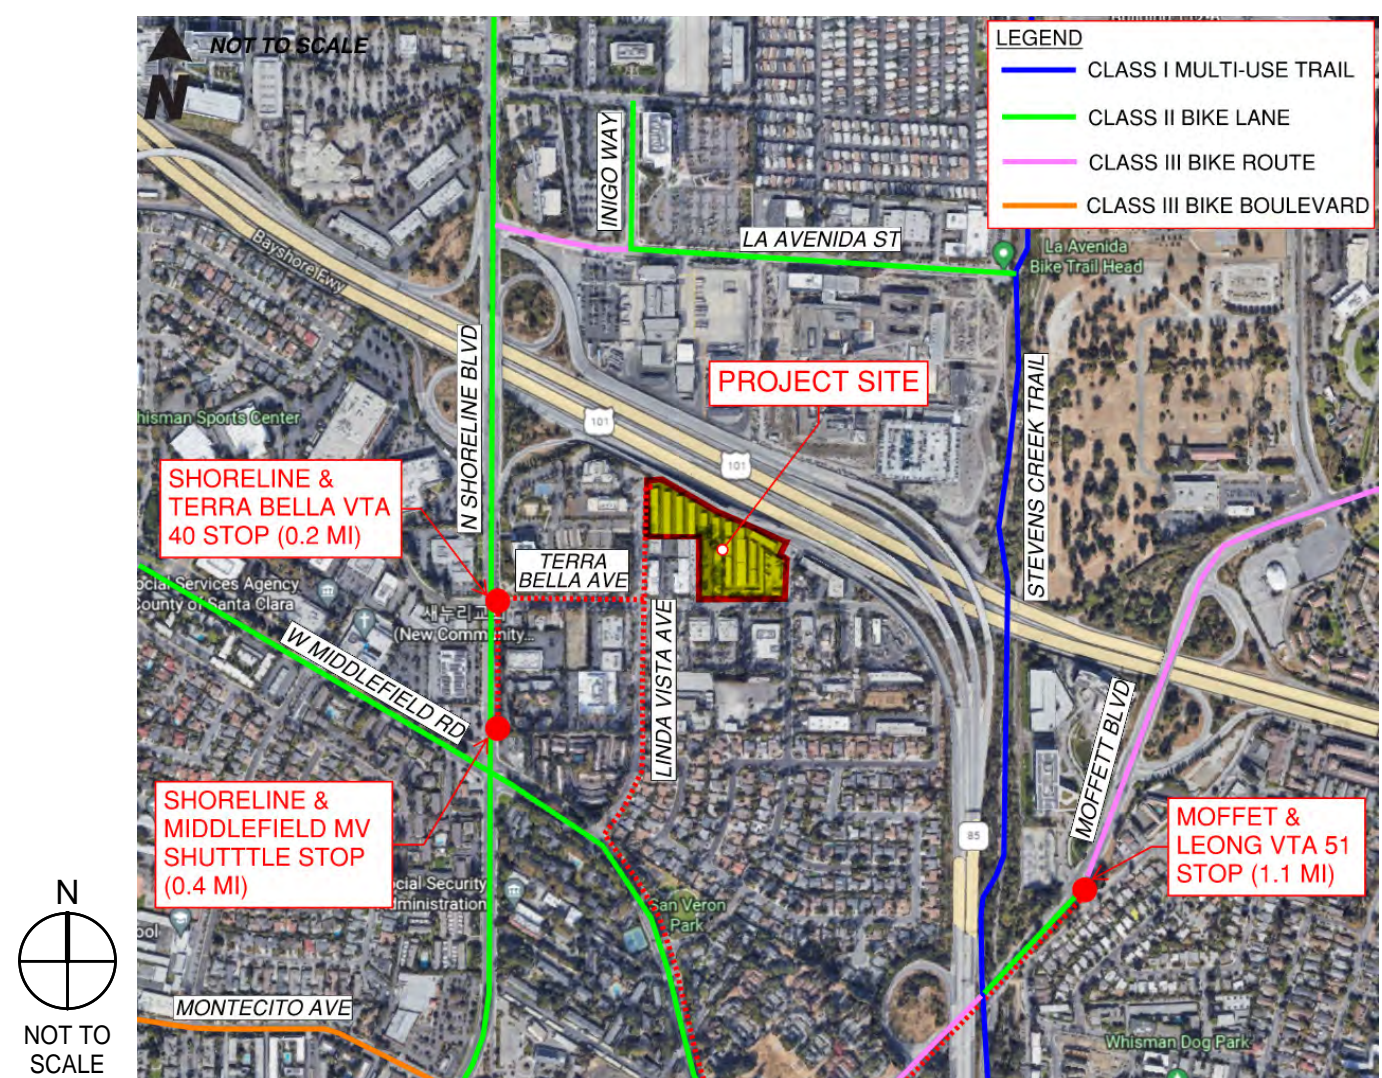 NOT TO SCALE
N
LEGEND
CLASS I MULTI-USE TRAIL
CLASS II BIKE LANE
CLASS III BIKE ROUTE
CLASS III BIKE BOULEVARD
INIGO WAY
LA AVENIDA ST
La Avenida
Bike Trail Head
Bayshore Fwy
N SHORELINE BLVD
PROJECT SITE
STEVENS CREEK TRAIL
hisman Sports Center
101
101
SHORELINE &
TERRA BELLA VTA
40 STOP (0.2 MI)
TERRA
BELLA AVE
ocial Services Agency
County of Santa Clara
새누리교
(New Community...
W MIDDLEFIELD RD
LINDA VISTA AVE
MOFFETT BLVD
SHORELINE &
MIDDLEFIELD MV
SHUTTTLE STOP
(0.4 MI)
85
MOFFET &
LEONG VTA 51
STOP (1.1 MI)
ocial Security
dministration
San Veron
Park
ool
MONTECITO AVE
Whisman Dog Park
N
NOT TO
SCALE